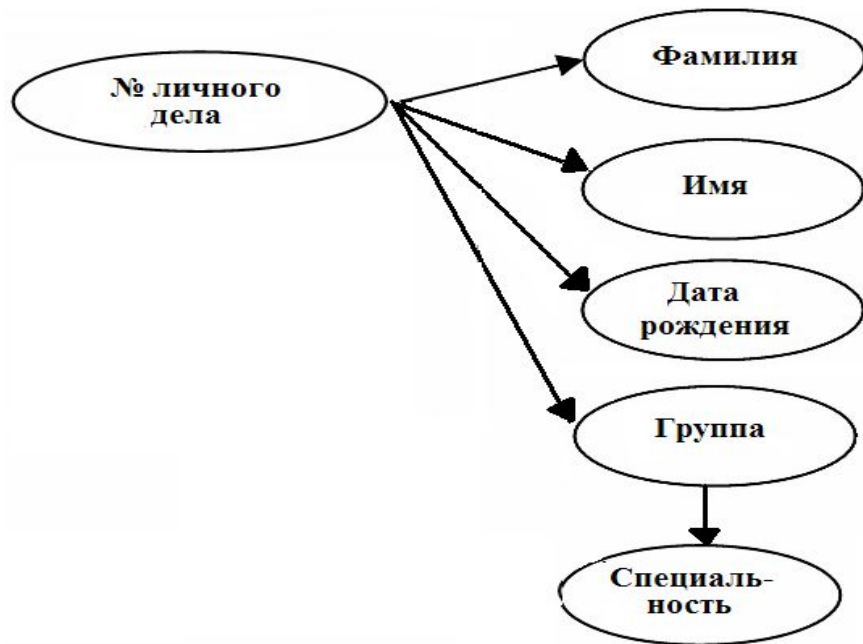 № личного
дела
Фамилия
Имя
Дата
рождения
Группа
Специаль-
ность